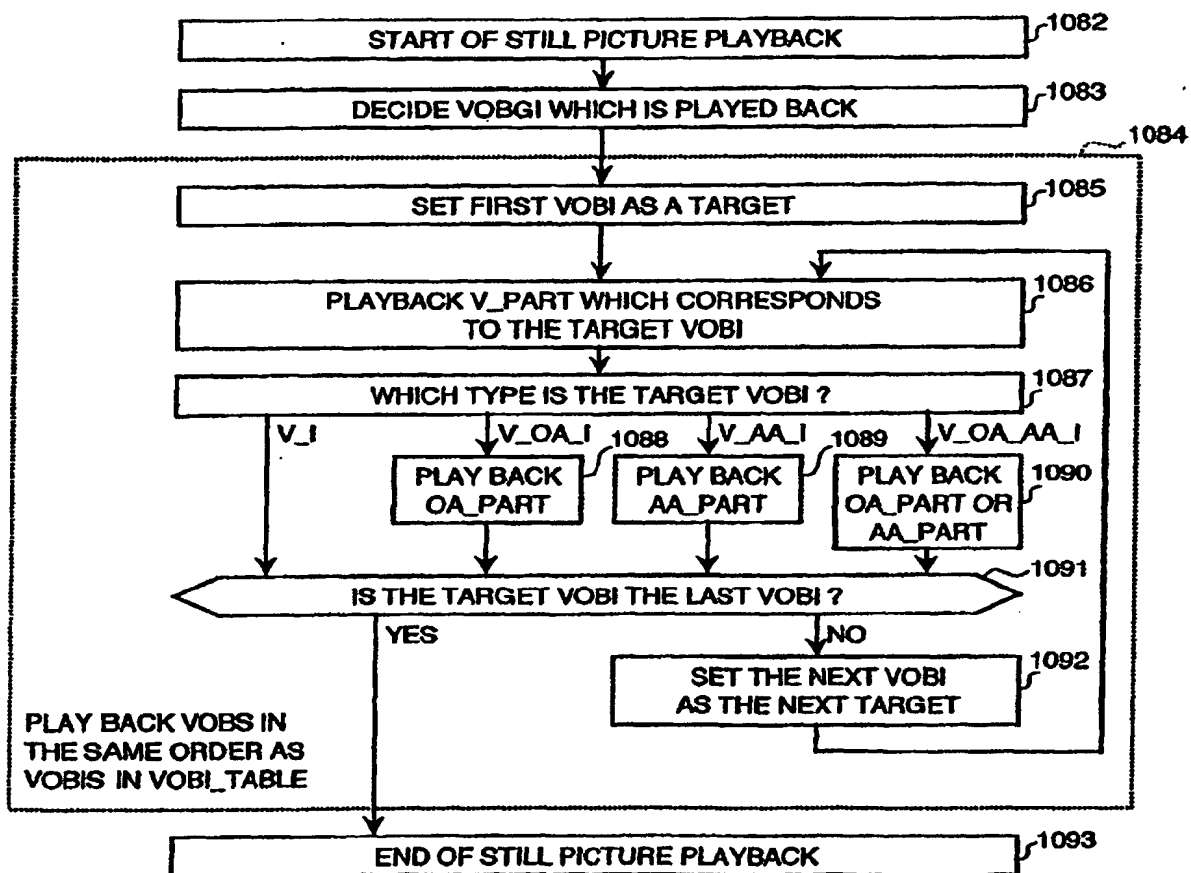 START OF STILL PICTURE PLAYBACK
1082
DECIDE VOBGI WHICH IS PLAYED BACK
1083
1084
SET FIRST VOBI AS A TARGET
1085
PLAYBACK V_PART WHICH CORRESPONDS
TO THE TARGET VOBI
1086
WHICH TYPE IS THE TARGET VOBI ?
1087
V_I
V_OA_I
V_AA_I
V_OA_AA_I
1088
PLAY BACK
OA_PART
1089
PLAY BACK
AA_PART
1090
PLAY BACK
OA_PART OR
AA_PART
IS THE TARGET VOBI THE LAST VOBI ?
1091
YES
NO
SET THE NEXT VOBI
AS THE NEXT TARGET
1092
PLAY BACK VOBS IN
THE SAME ORDER AS
VOBIS IN VOBI_TABLE
END OF STILL PICTURE PLAYBACK
1093